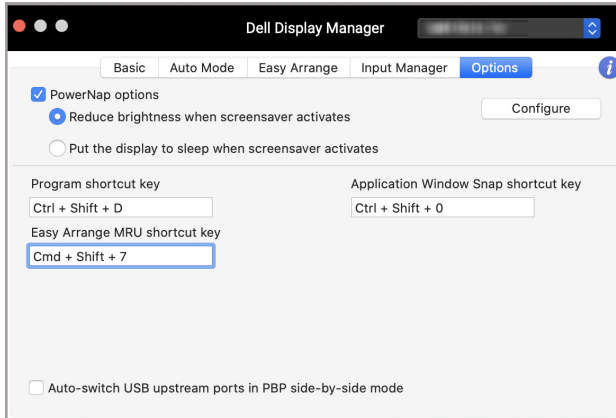 Dell Display Manager
Basic Auto Mode Easy Arrange Input Manager Options i
PowerNap options
Reduce brightness when screensaver activates
Configure
Put the display to sleep when screensaver activates
Program shortcut key
Application Window Snap shortcut key
Ctrl + Shift + D
Ctrl + Shift + 0
Easy Arrange MRU shortcut key
Cmd + Shift + 7
Auto-switch USB upstream ports in PBP side-by-side mode